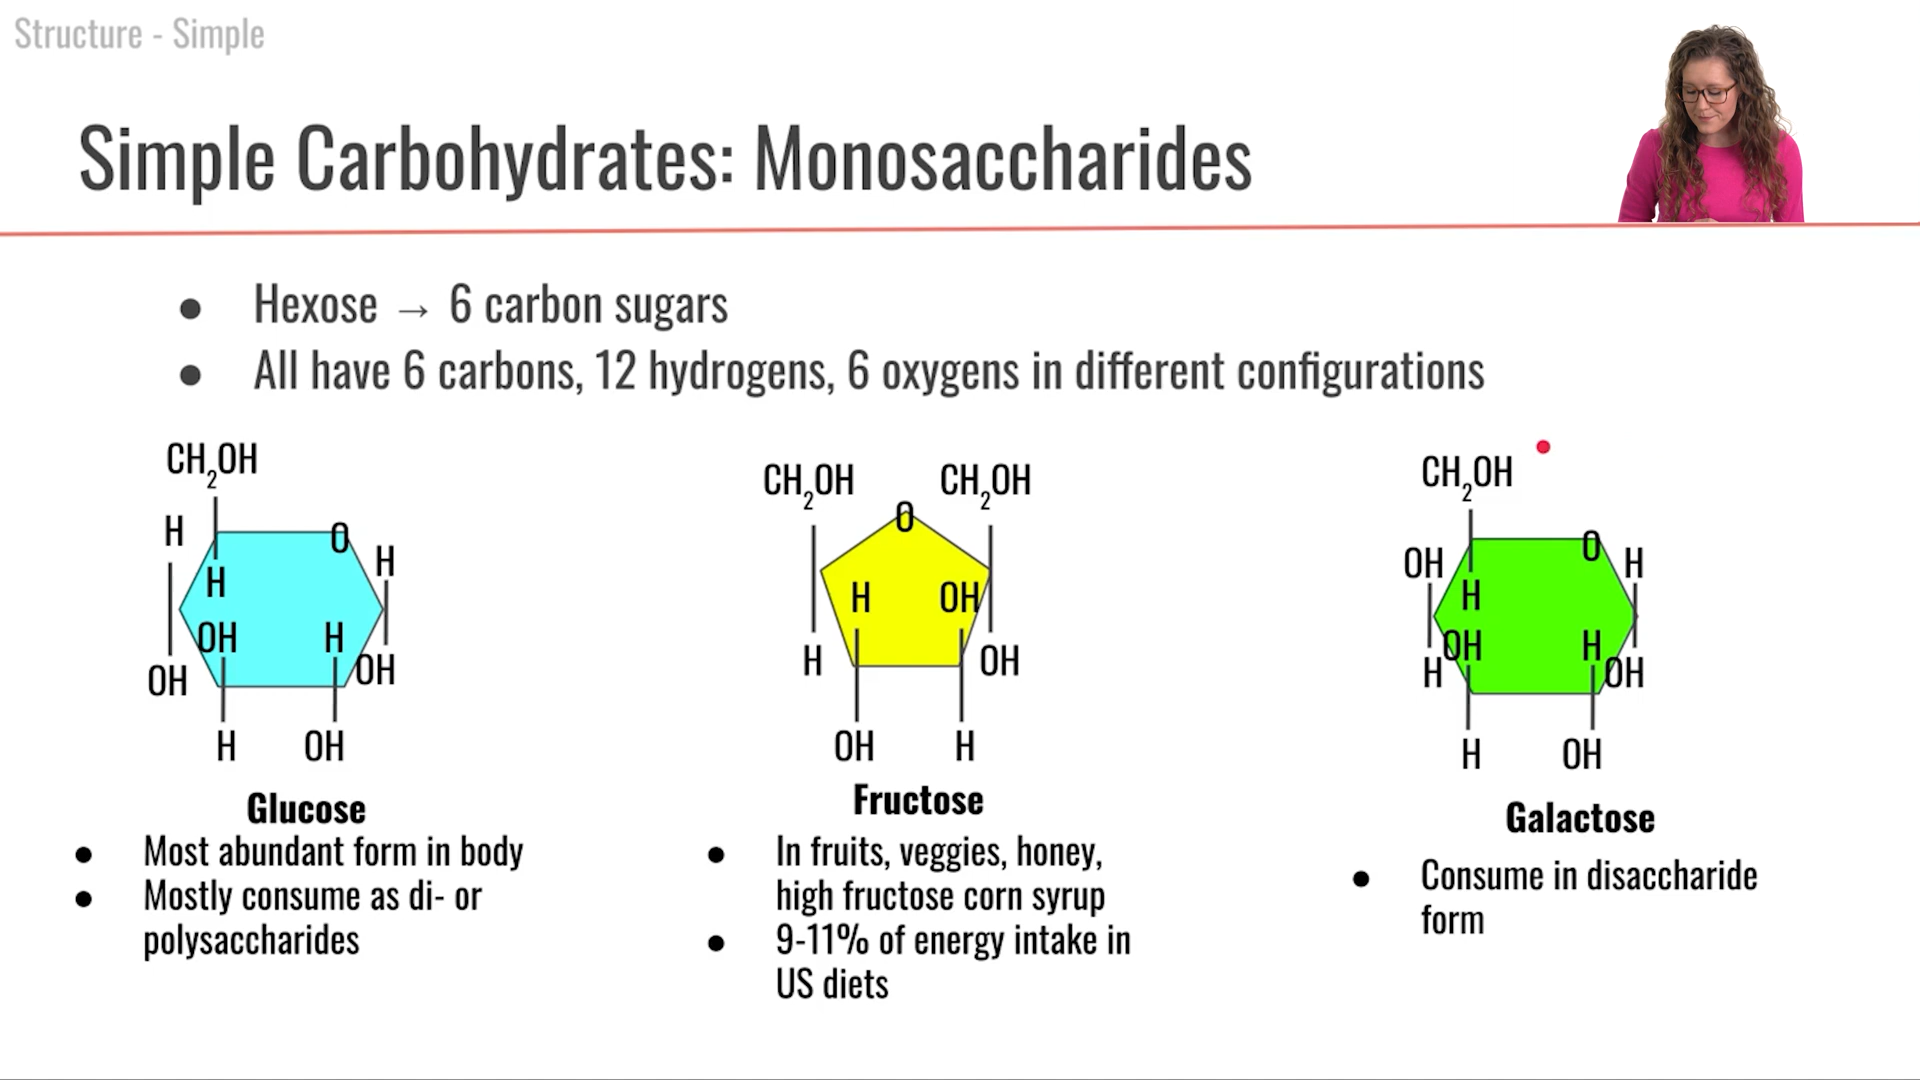 Structure - Simple
Simple Carbohydrates: Monosaccharides
● Hexose → 6 carbon sugars
● All have 6 carbons, 12 hydrogens, 6 oxygens in different configurations
CH₂OH
H
O
H
H
OH
H
OH
OH
H
OH
Glucose
● Most abundant form in body
● Mostly consume as di- or
polysaccharides
CH₂OH
CH₂OH
O
H
OH
H
OH
OH
H
Fructose
● In fruits, veggies, honey,
high fructose corn syrup
● 9-11% of energy intake in
US diets
CH₂OH
OH
O
H
H
OH
H
H
OH
H
OH
Galactose
● Consume in disaccharide
form